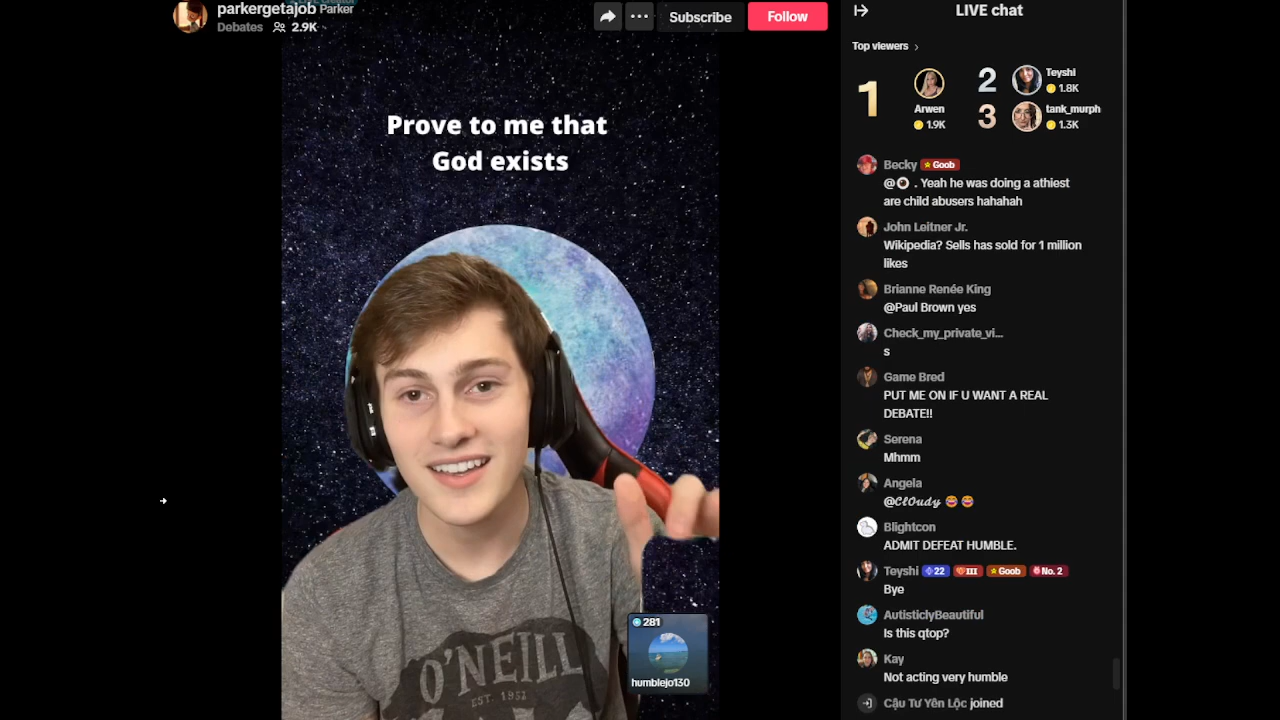 parkergetajob Parker
Debates 2.9K
Subscribe
Follow
Prove to me that
God exists
O'NEILL
EST. 1952
281
humblejo130
LIVE chat
Top viewers
1
Arwen
1.9K
2
Teyshi
1.8K
3
tank_murph
1.3K
Becky Goob
@👁 . Yeah he was doing a athiest
are child abusers hahahah
John Leitner Jr.
Wikipedia? Sells has sold for 1 million
likes
Brianne Renée King
@Paul Brown yes
Check_my_private_vi...
s
Game Bred
PUT ME ON IF U WANT A REAL
DEBATE!!
Serena
Mhmm
Angela
@𝓒𝓵𝓞𝓾𝓭𝔂 😂 😂
Blightcon
ADMIT DEFEAT HUMBLE.
Teyshi 22 III Goob No. 2
Bye
AutisticlyBeautiful
Is this qtop?
Kay
Not acting very humble
Cậu Tư Yên Lộc joined